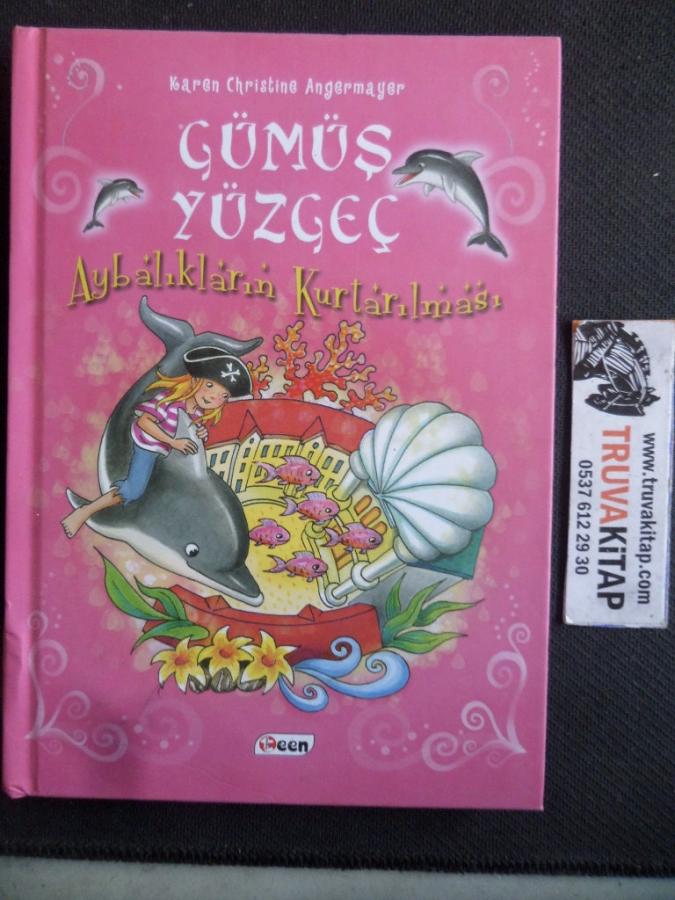 Karen Christine Angermayer
GÜMÜŞ
YÜZGEÇ
Aybalıkların Kurtarılması
teen
www.truvakitap.com
TRUVAKİTAP
0537 612 29 30